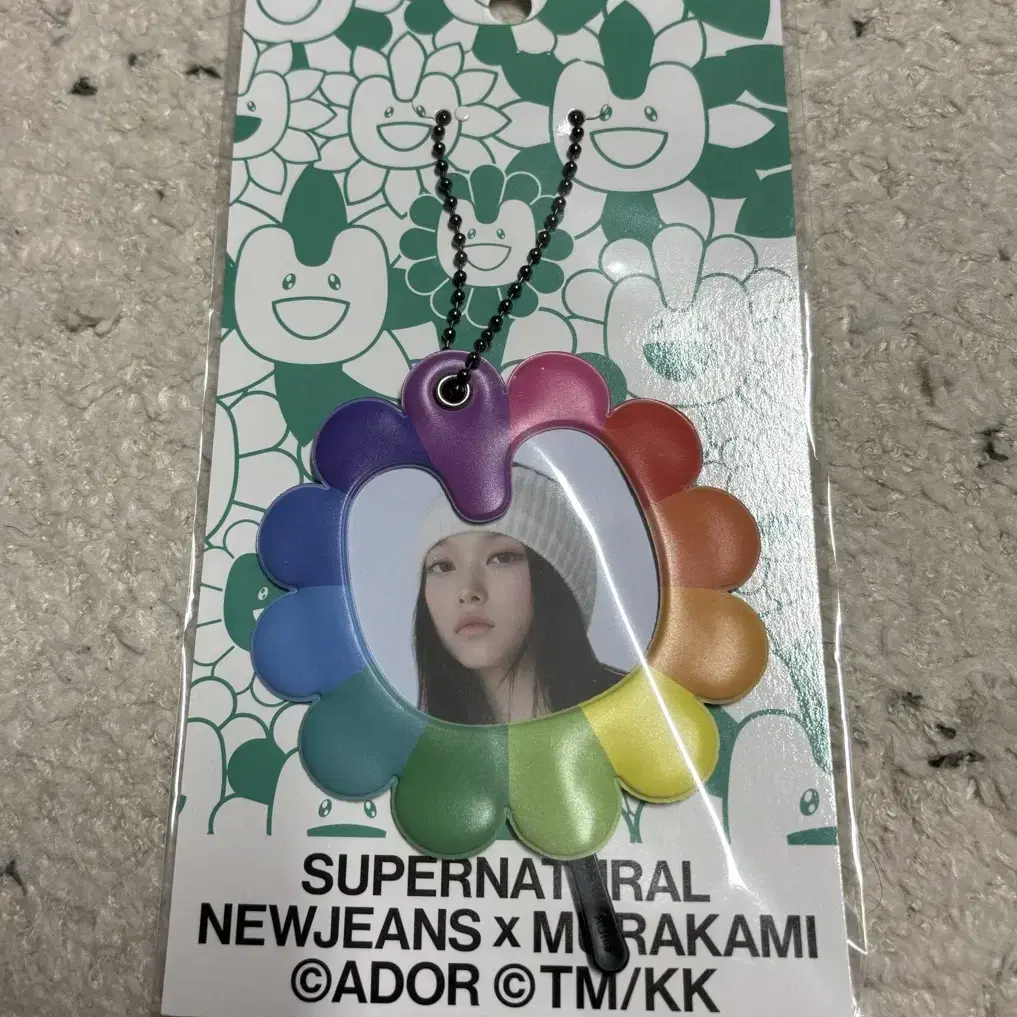 SUPERNATURAL
NEWJEANS x MURAKAMI
©ADOR ©TM/KK